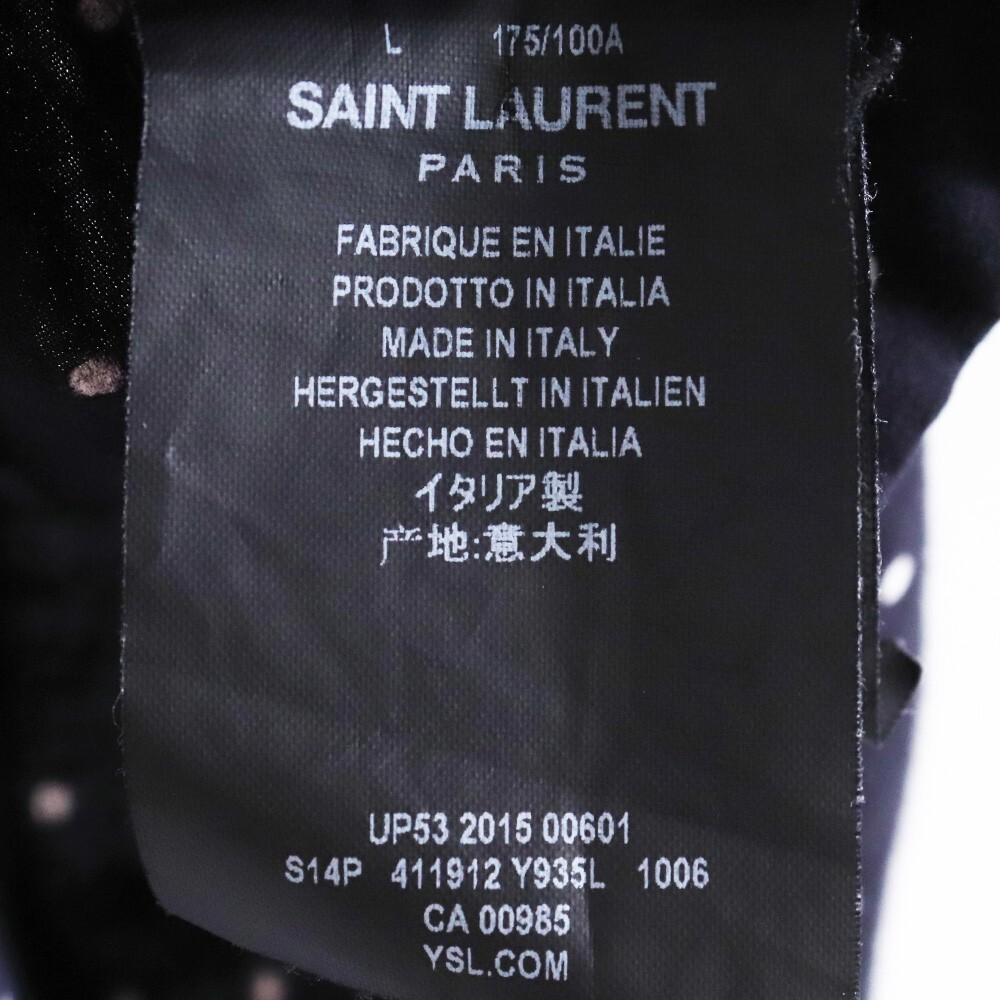 L 175/100A
SAINT LAURENT
PARIS
FABRIQUE EN ITALIE
PRODOTTO IN ITALIA
MADE IN ITALY
HERGESTELLT IN ITALIEN
HECHO EN ITALIA
イタリア製
产地:意大利
UP53 2015 00601
S14P 411912 Y935L 1006
CA 00985
YSL.COM